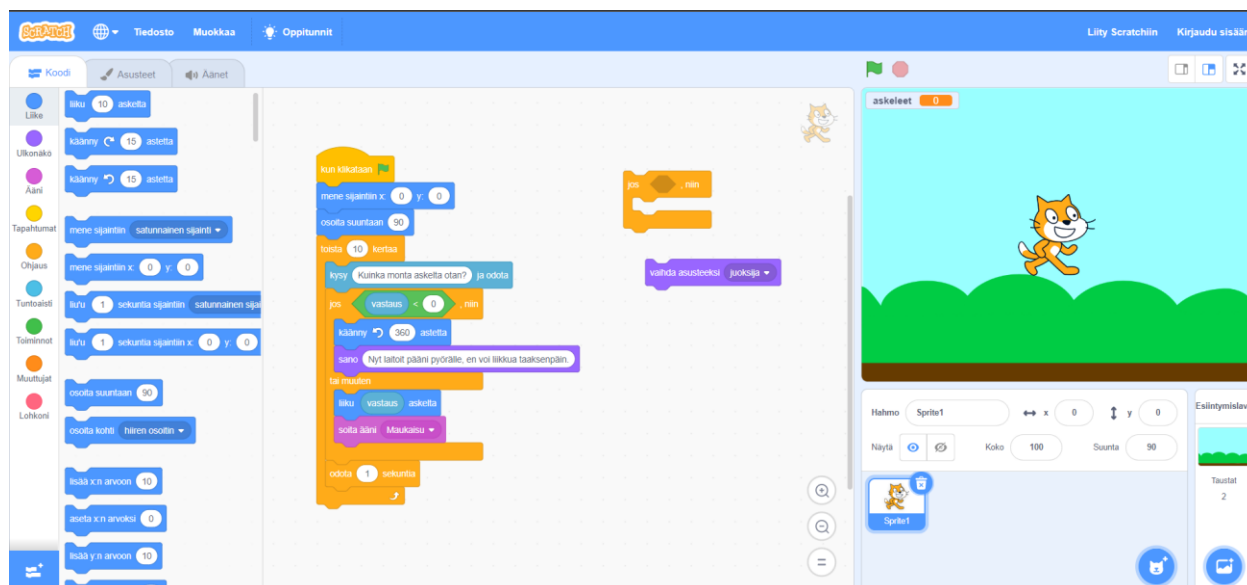 SCRATCH
Tiedosto Muokkaa Oppitunnit Liity Scratchiin Kirjaudu sisään
Koodi Asusteet Äänet
Liike
Ulkonäkö
Ääni
Tapahtumat
Ohjaus
Tuntoaisti
Toiminnot
Muuttujat
Lohkoni
liiku 10 askelta
käänny 15 astetta
käänny 15 astetta
mene sijaintiin satunnainen sijainti
mene sijaintiin x: 0 y: 0
liu'u 1 sekuntia sijaintiin satunnainen sijai
liu'u 1 sekuntia sijaintiin x: 0 y: 0
osoita suuntaan 90
osoita kohti hiiren osoitin
lisää x:n arvoon 10
aseta x:n arvoksi 0
lisää y:n arvoon 10
kun klikataan
mene sijaintiin x: 0 y: 0
osoita suuntaan 90
toista 10 kertaa
kysy Kuinka monta askelta otan? ja odota
jos vastaus < 0 , niin
käänny 360 astetta
sano Nyt laitoit pääni pyörälle, en voi liikkua taaksenpäin.
tai muuten
liiku vastaus askelta
soita ääni Maukaisu
odota 1 sekuntia
jos , niin
vaihda asusteeksi juoksija
askeleet 0
Hahmo Sprite1 x 0 y 0
Näytä Koko 100 Suunta 90
Sprite1
Esiintymislav
Taustat
2